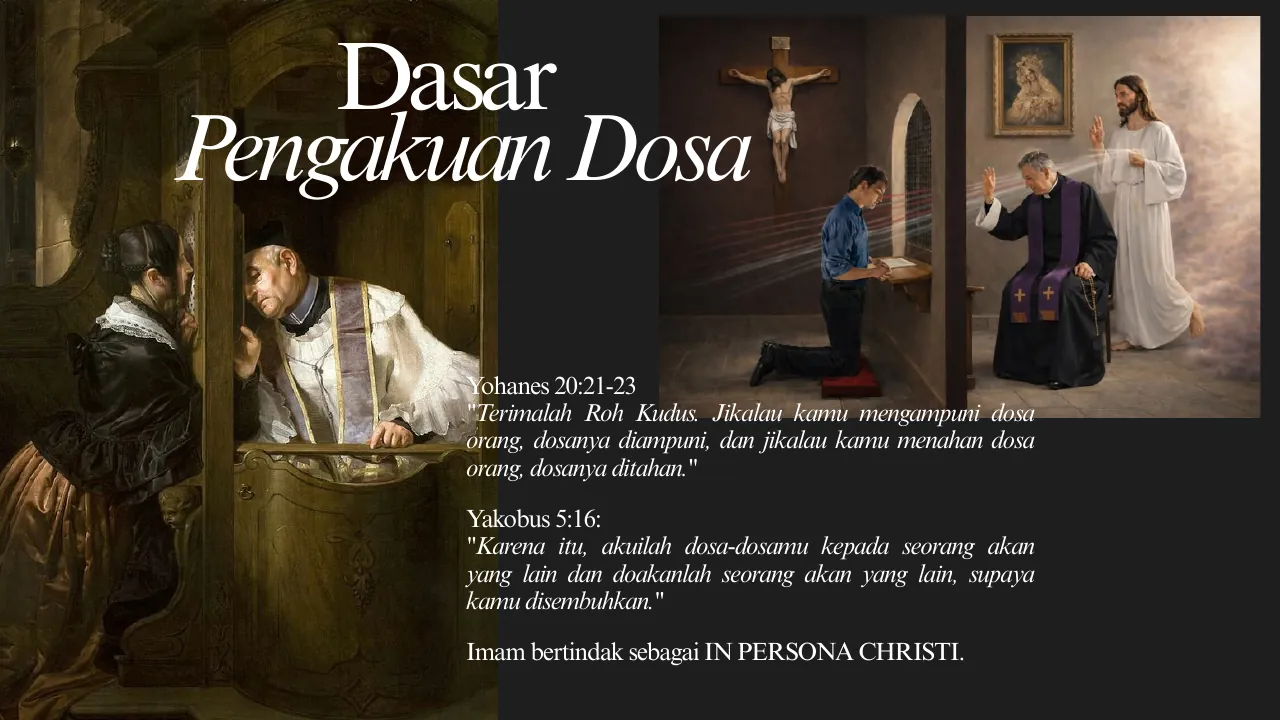 Dasar
Pengakuan Dosa
Yohanes 20:21-23
"Terimalah Roh Kudus. Jikalau kamu mengampuni dosa
orang, dosanya diampuni, dan jikalau kamu menahan dosa
orang, dosanya ditahan."
Yakobus 5:16:
"Karena itu, akuilah dosa-dosamu kepada seorang akan
yang lain dan doakanlah seorang akan yang lain, supaya
kamu disembuhkan."
Imam bertindak sebagai IN PERSONA CHRISTI.